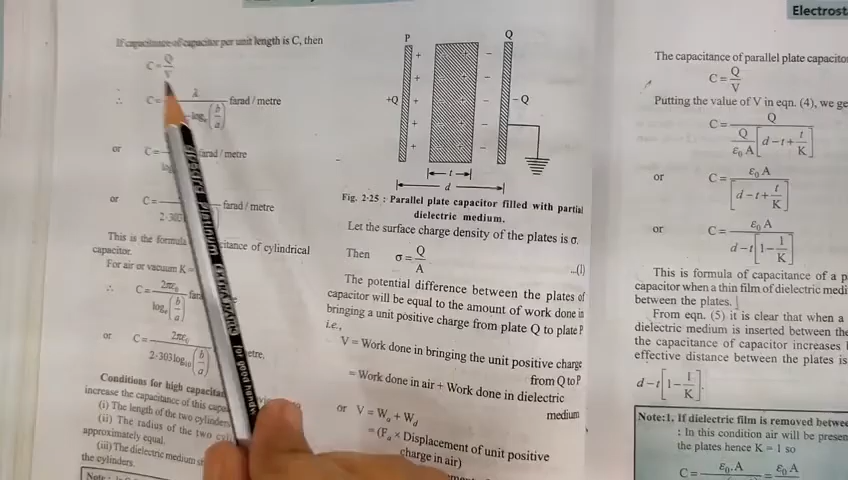 Electrost
If capacitance of capacitor per unit length is C, then
C = Q/V
∴ C = λ
log_e (b/a) farad/metre
or C =
farad/metre
or C =
2·303
farad/metre
This is the formula
citance of cylindrical
capacitor.
For air or vacuum K =
∴ C = 2πε₀ / log_e (b/a)
or C = 2πε₀ / 2·303 log₁₀ (b/a)
etre.
Conditions for high
increase the capacitance of this
(i) The length of the two cylinders
(ii) The radius of the two
approximately equal.
(iii) The dielectric medium
the cylinders.
P Q
+Q + + + + + − − − − − − Q
t
d
Fig. 2·25 : Parallel plate capacitor filled with partial
dielectric medium.
Let the surface charge density of the plates is σ.
Then σ = Q/A ...(1)
The potential difference between the plates of
capacitor will be equal to the amount of work done in
bringing a unit positive charge from plate Q to plate P
i.e.,
V = Work done in bringing the unit positive charge
from Q to P
= Work done in air + Work done in dielectric
medium
or V = W_a + W_d
= (F_a × Displacement of unit positive
charge in air)
The capacitance of parallel plate capacito
C = Q/V
Putting the value of V in eqn. (4), we ge
C = Q / (Q/ε₀A [d − t + t/K])
or C = ε₀ A / [d − t + t/K]
or C = ε₀ A / d − t[1 − 1/K]
This is formula of capacitance of a p
capacitor when a thin film of dielectric medi
between the plates.
From eqn. (5) it is clear that when a
dielectric medium is inserted between the
the capacitance of capacitor increases
effective distance between the plates is
d − t[1 − 1/K].
Note:1. If dielectric film is removed betwee
: In this condition air will be presen
the plates hence K = 1 so
C = ε₀.A = ε₀ A